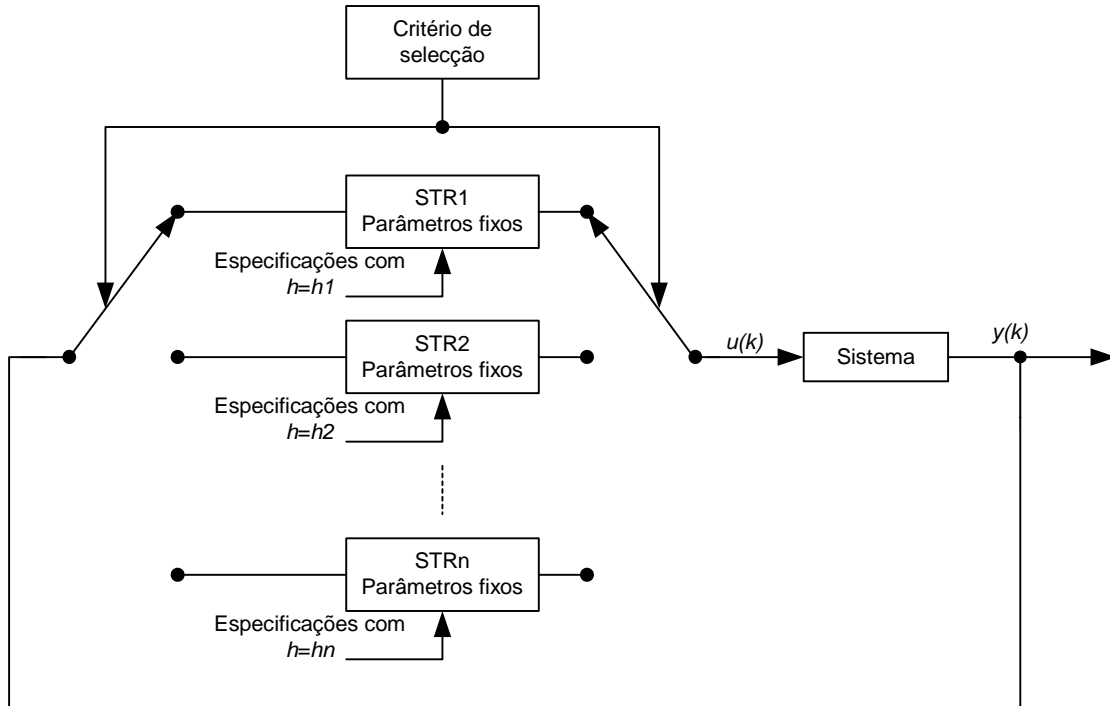 Critério de
selecção
STR1
Parâmetros fixos
Especificações com
h=h1
STR2
Parâmetros fixos
u(k)
Sistema
y(k)
Especificações com
h=h2
STRn
Parâmetros fixos
Especificações com
h=hn